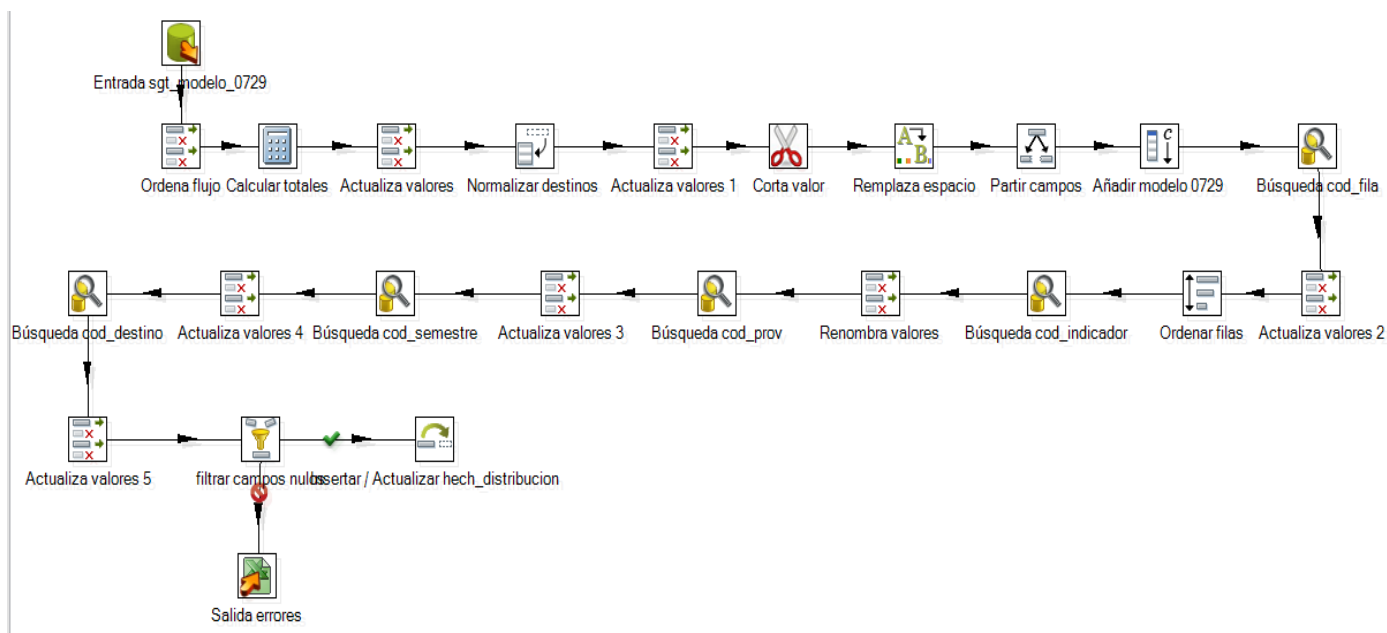 Entrada sgt_modelo_0729
Ordena flujo
Calcular totales
Actualiza valores
Normalizar destinos
Actualiza valores 1
Corta valor
Remplaza espacio
Partir campos
Añadir modelo 0729
Búsqueda cod_fila
Búsqueda cod_destino
Actualiza valores 4
Búsqueda cod_semestre
Actualiza valores 3
Búsqueda cod_prov
Renombra valores
Búsqueda cod_indicador
Ordenar filas
Actualiza valores 2
Actualiza valores 5
filtrar campos nulos
Insertar / Actualizar hech_distribucion
Salida errores